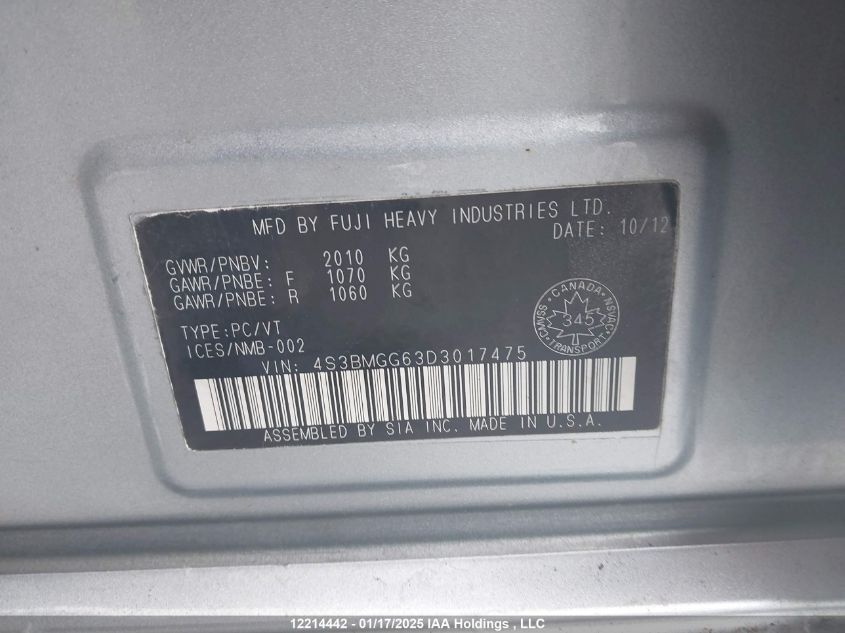 MFD BY FUJI HEAVY INDUSTRIES LTD.
DATE: 10/12
GVWR/PNBV: 2010 KG
GAWR/PNBE: F 1070 KG
GAWR/PNBE: R 1060 KG
TYPE:PC/VT
ICES/NMB-002
CANADA
SVASS NSVAC
345
TRANSPORT
VIN: 4S3BMGG63D3017475
ASSEMBLED BY SIA INC. MADE IN U.S.A.
12214442 - 01/17/2025 IAA Holdings , LLC